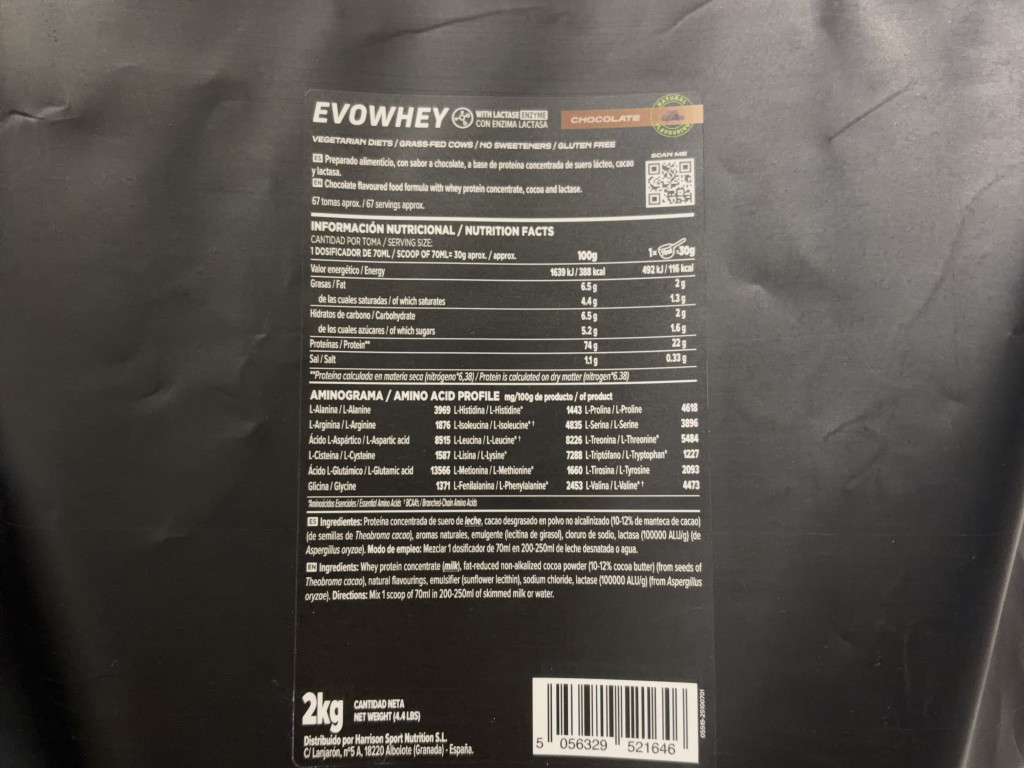 EVOWHEY WITH LACTASE ENZYME CHOCOLATE NATURAL FLAVOURING
CON ENZIMA LACTASA
VEGETARIAN DIETS / GRASS-FED COWS / NO SWEETENERS / GLUTEN FREE
SCAN ME
ES Preparado alimenticio, con sabor a chocolate, a base de proteína concentrada de suero lácteo, cacao
y lactasa.
EN Chocolate flavoured food formula with whey protein concentrate, cocoa and lactase.
67 tomas aprox. / 67 servings approx.
INFORMACIÓN NUTRICIONAL / NUTRITION FACTS
CANTIDAD POR TOMA / SERVING SIZE:
1 DOSIFICADOR DE 70ML / SCOOP OF 70ML= 30g aprox. / approx. 100g 1x 30g
Valor energético / Energy 1639 kJ / 388 kcal 492 kJ / 116 kcal
Grasas / Fat 6.5 g 2 g
de las cuales saturadas / of which saturates 4.4 g 1.3 g
Hidratos de carbono / Carbohydrate 6.5 g 2 g
de los cuales azúcares / of which sugars 5.2 g 1.6 g
Proteínas / Protein** 74 g 22 g
Sal / Salt 1.1 g 0.33 g
**Proteína calculada en materia seca (nitrógeno*6,38) / Protein is calculated on dry matter (nitrogen*6.38)
AMINOGRAMA / AMINO ACID PROFILE mg/100g de producto / of product
L-Alanina / L-Alanine 3969 L-Histidina / L-Histidine* 1443 L-Prolina / L-Proline 4618
L-Arginina / L-Arginine 1876 L-Isoleucina / L-Isoleucine* † 4835 L-Serina / L-Serine 3896
Ácido L-Aspártico / L-Aspartic acid 8515 L-Leucina / L-Leucine* † 8226 L-Treonina / L-Threonine* 5484
L-Cisteína / L-Cysteine 1587 L-Lisina / L-Lysine* 7288 L-Triptófano / L-Tryptophan* 1227
Ácido L-Glutámico / L-Glutamic acid 13566 L-Metionina / L-Methionine* 1660 L-Tirosina / L-Tyrosine 2093
Glicina / Glycine 1371 L-Fenilalanina / L-Phenylalanine* 2453 L-Valina / L-Valine* † 4473
*Aminoácidos Esenciales / Essential Amino Acids † BCAA's / Branched-Chain Amino Acids
ES Ingredientes: Proteína concentrada de suero de leche, cacao desgrasado en polvo no alcalinizado (10-12% de manteca de cacao)
(de semillas de Theobroma cacao), aromas naturales, emulgente (lecitina de girasol), cloruro de sodio, lactasa (100000 ALU/g) (de
Aspergillus oryzae). Modo de empleo: Mezclar 1 dosificador de 70ml en 200-250ml de leche desnatada o agua.
EN Ingredients: Whey protein concentrate (milk), fat-reduced non-alkalized cocoa powder (10-12% cocoa butter) (from seeds of
Theobroma cacao), natural flavourings, emulsifier (sunflower lecithin), sodium chloride, lactase (100000 ALU/g) (from Aspergillus
oryzae). Directions: Mix 1 scoop of 70ml in 200-250ml of skimmed milk or water.
2kg CANTIDAD NETA
NET WEIGHT (4.4 LBS)
Distribuido por Harrison Sport Nutrition S.L.
C/ Lanjarón, nº5 A, 18220 Albolote (Granada) - España.
5 056329 521646